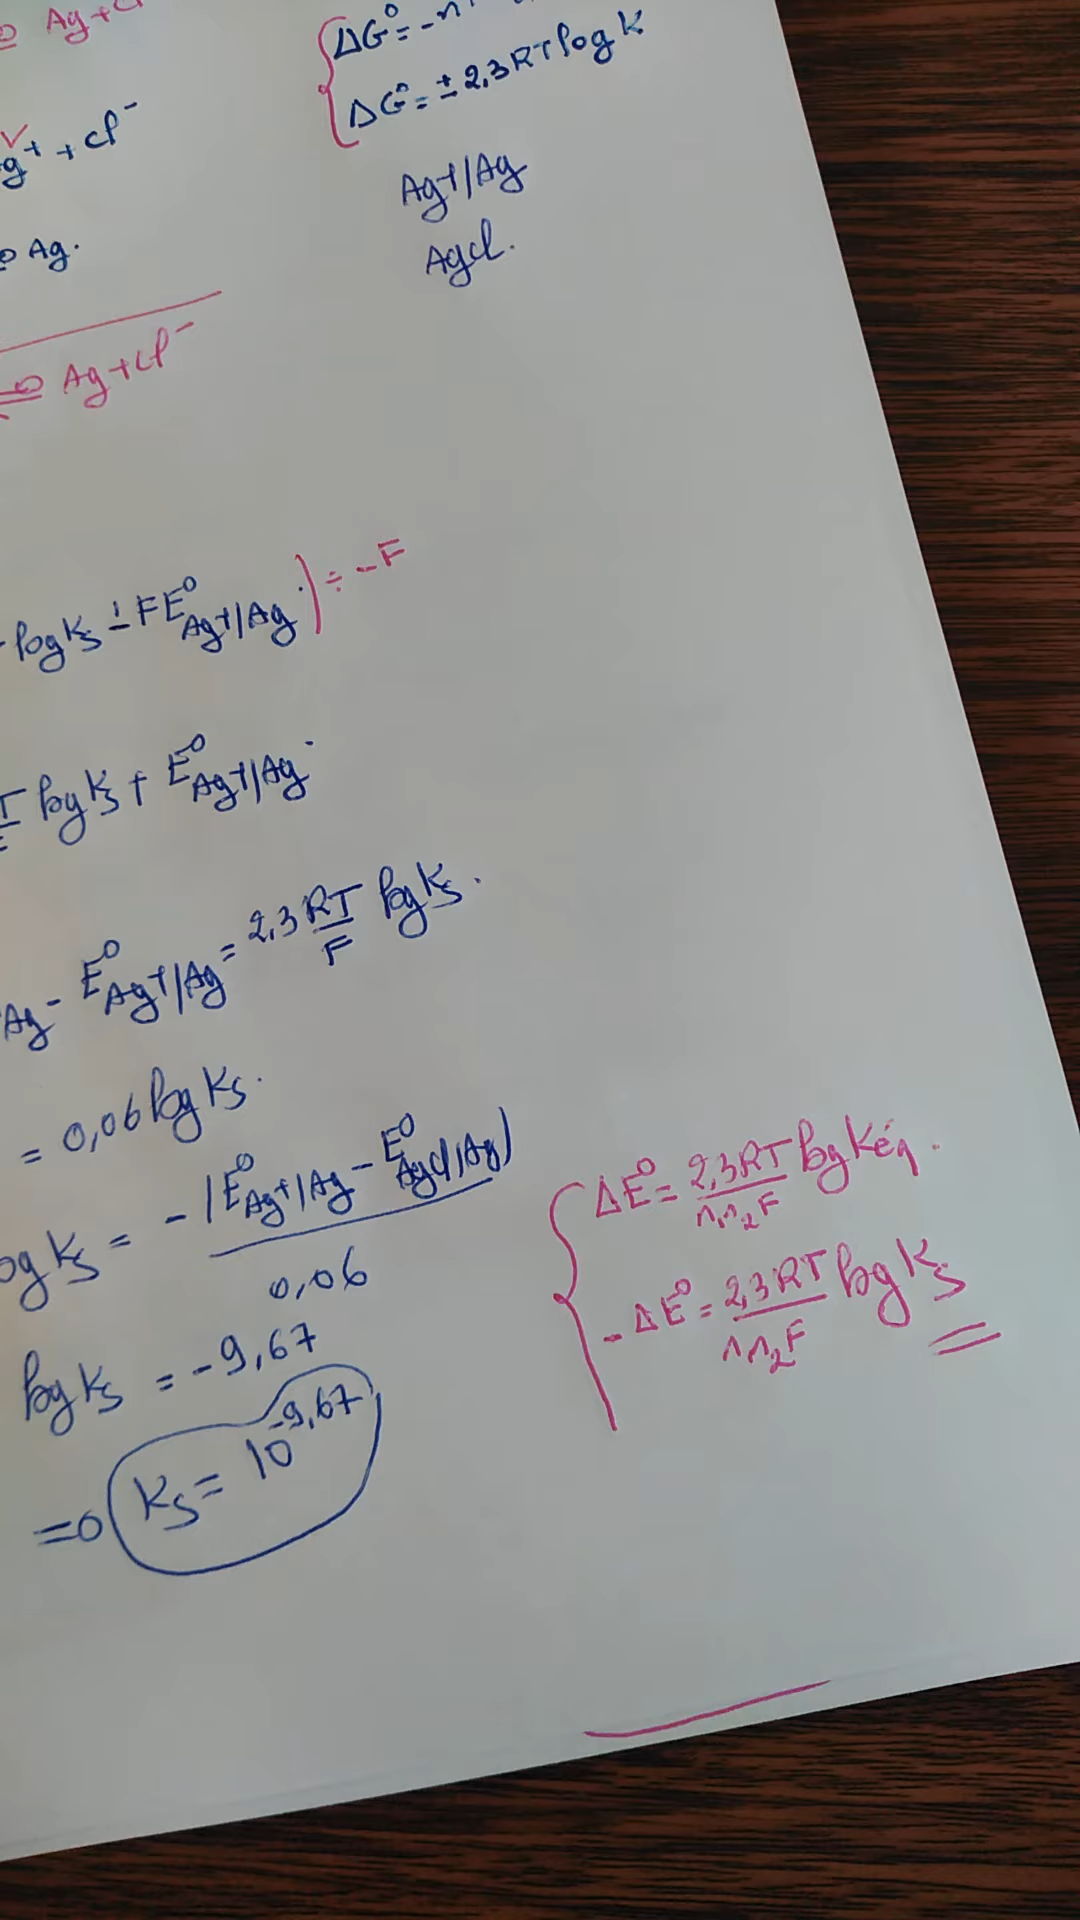 ⇌ Ag + Cl⁻
{ ΔG° = -n
ΔG° = ± 2,3 RT log K
g⁺ + Cl⁻
Ag⁺/Ag
⇌ Ag.
AgCl.
⇌ Ag + Cl⁻
log Ks ± FE°Ag⁺/Ag ) ÷ -F
log Ks + E°Ag⁺/Ag
Ag - E°Ag⁺/Ag = 2,3 RT/F log Ks.
= 0,06 log Ks.
og Ks = - (E°Ag⁺/Ag - E°AgCl/Ag) / 0,06
log Ks = -9,67
=> Ks = 10^-9,67
{ ΔE° = 2,3RT/n₁n₂F log Kéq.
- ΔE° = 2,3RT/n₁n₂F log Ks